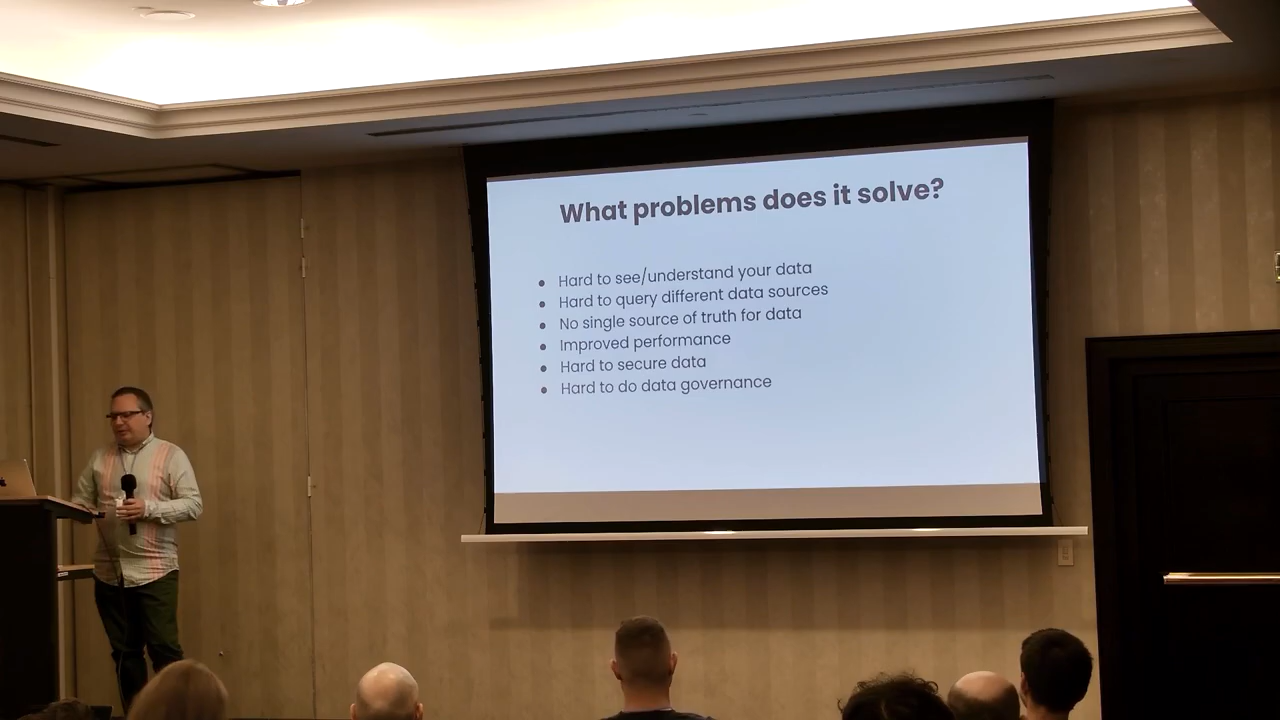 What problems does it solve?
● Hard to see/understand your data
● Hard to query different data sources
● No single source of truth for data
● Improved performance
● Hard to secure data
● Hard to do data governance